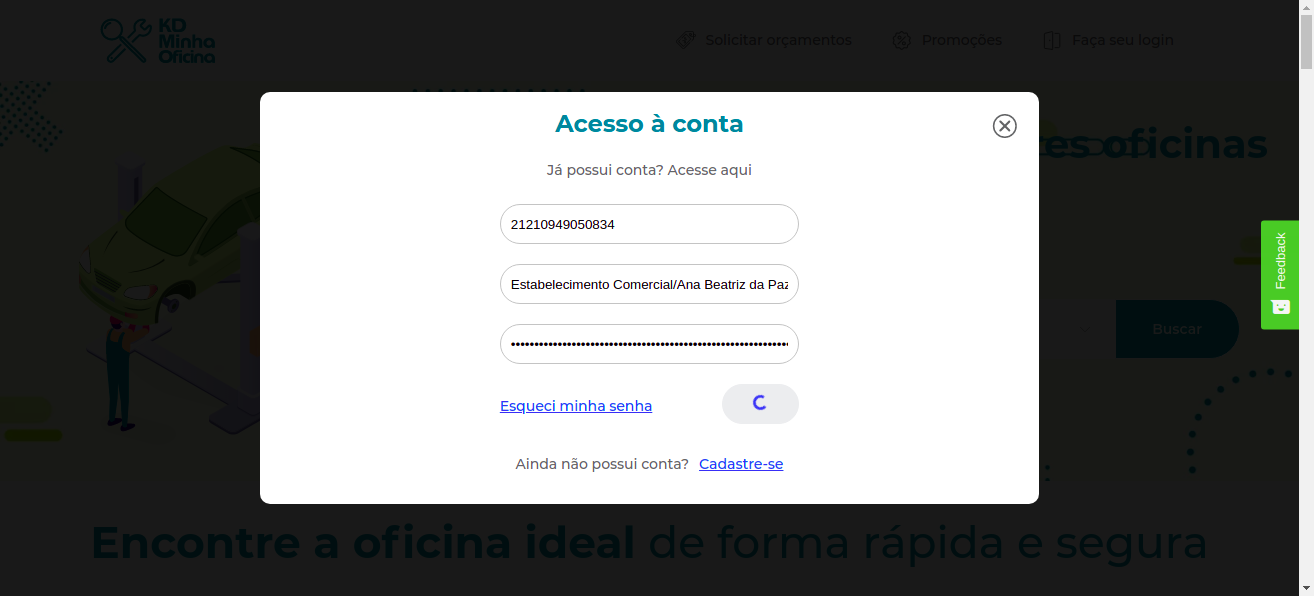 KD
Minha
Oficina
Solicitar orçamentos
Promoções
Faça seu login
Acesso à conta
Já possui conta? Acesse aqui
21210949050834
Estabelecimento Comercial/Ana Beatriz da Paz
Esqueci minha senha
Ainda não possui conta? Cadastre-se
oficinas
Buscar
Feedback
Encontre a oficina ideal de forma rápida e segura